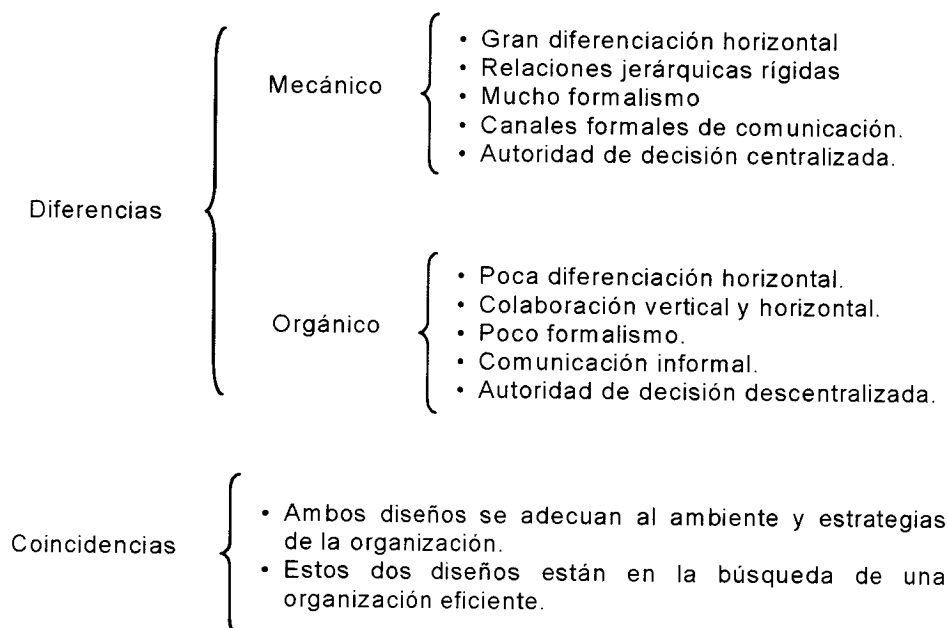 Diferencias
Mecánico
• Gran diferenciación horizontal
• Relaciones jerárquicas rígidas
• Mucho formalismo
• Canales formales de comunicación.
• Autoridad de decisión centralizada.
Orgánico
• Poca diferenciación horizontal.
• Colaboración vertical y horizontal.
• Poco formalismo.
• Comunicación informal.
• Autoridad de decisión descentralizada.
Coincidencias
• Ambos diseños se adecuan al ambiente y estrategias
de la organización.
• Estos dos diseños están en la búsqueda de una
organización eficiente.